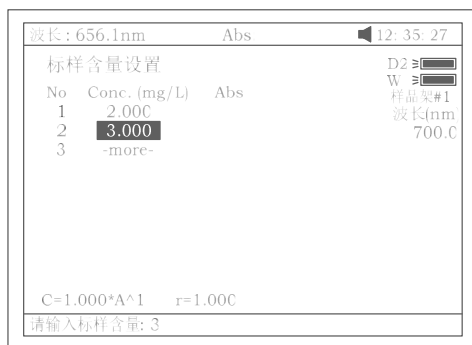 波长: 656.1nm Abs 12: 35: 27
标样含量设置
D2
W
No Conc. (mg/L) Abs
样品架#1
1 2.000
波长(nm
2 3.000
700.0
3 -more-
C=1.000*A^1 r=1.000
请输入标样含量: 3